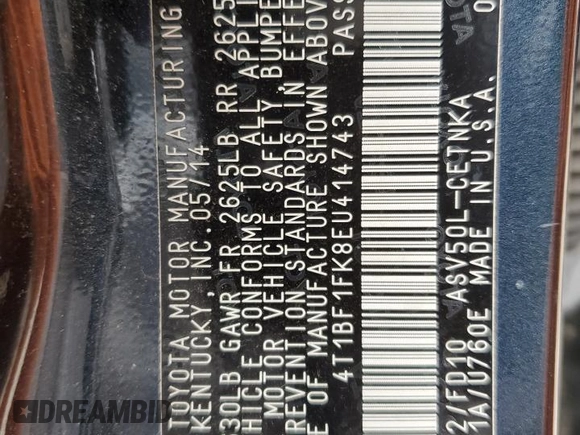 TOYOTA MOTOR MANUFACTURING
KENTUCKY, INC. 05/14
30LB GAWR FR 2625LB RR 2625
HICLE CONFORMS TO ALL APPLI
MOTOR VEHICLE SAFETY, BUMPE
REVENTION STANDARDS IN EFFE
E OF MANUFACTURE SHOWN ABOV
4T1BF1FK8EU414743 PASS
2/FD10 ASV50L-CETNKA
1A/U760E MADE IN U.S.A.
DREAMBID